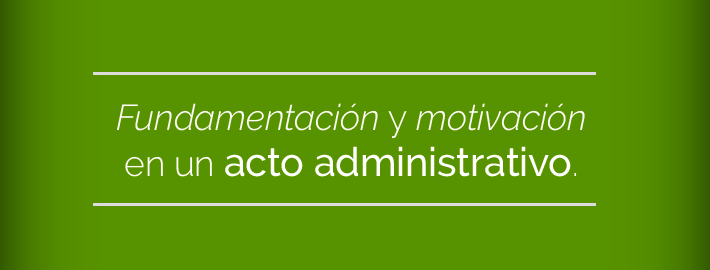 Fundamentación y motivación
en un acto administrativo.